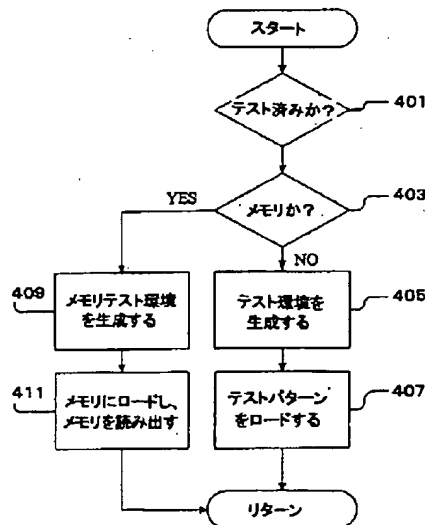 スタート
テスト済みか?
401
メモリか?
403
YES
NO
409
メモリテスト環境
を生成する
テスト環境を
生成する
405
411
メモリにロードし、
メモリを読み出す
テストパターン
をロードする
407
リターン